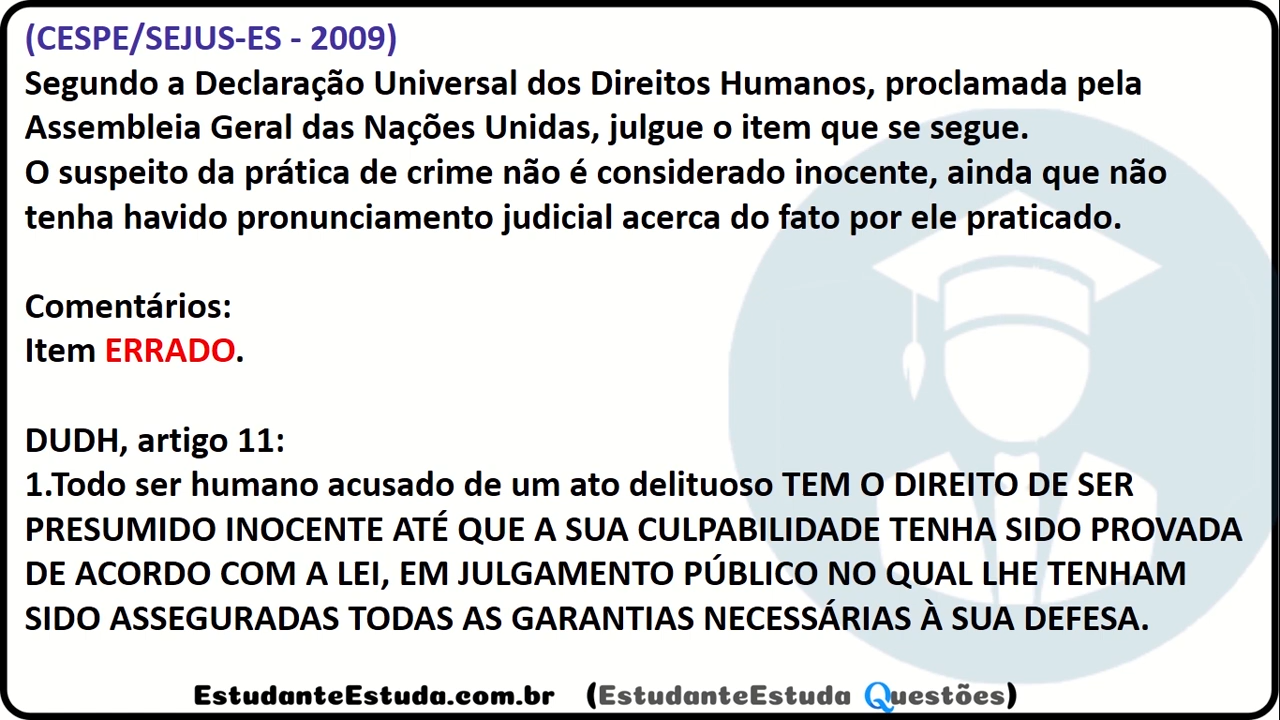 (CESPE/SEJUS-ES - 2009)
Segundo a Declaração Universal dos Direitos Humanos, proclamada pela
Assembleia Geral das Nações Unidas, julgue o item que se segue.
O suspeito da prática de crime não é considerado inocente, ainda que não
tenha havido pronunciamento judicial acerca do fato por ele praticado.
Comentários:
Item ERRADO.
DUDH, artigo 11:
1.Todo ser humano acusado de um ato delituoso TEM O DIREITO DE SER
PRESUMIDO INOCENTE ATÉ QUE A SUA CULPABILIDADE TENHA SIDO PROVADA
DE ACORDO COM A LEI, EM JULGAMENTO PÚBLICO NO QUAL LHE TENHAM
SIDO ASSEGURADAS TODAS AS GARANTIAS NECESSÁRIAS À SUA DEFESA.
EstudanteEstuda.com.br (EstudanteEstuda Questões)